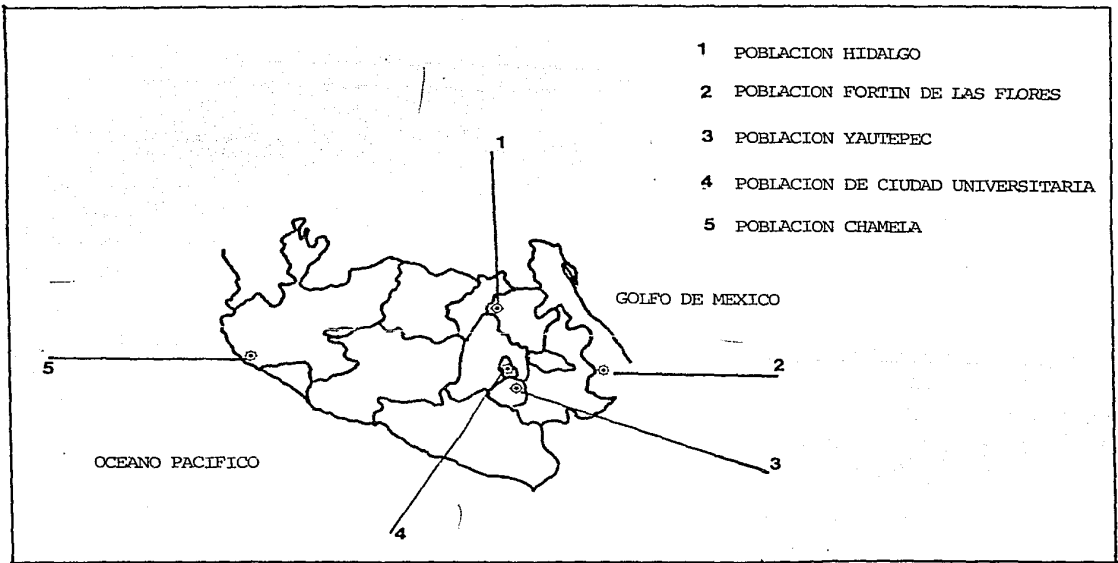 1 POBLACION HIDALGO
2 POBLACION FORTIN DE LAS FLORES
3 POBLACION YAUTEPEC
4 POBLACION DE CIUDAD UNIVERSITARIA
5 POBLACION CHAMELA
1
GOLFO DE MEXICO
5
2
OCEANO PACIFICO
3
4